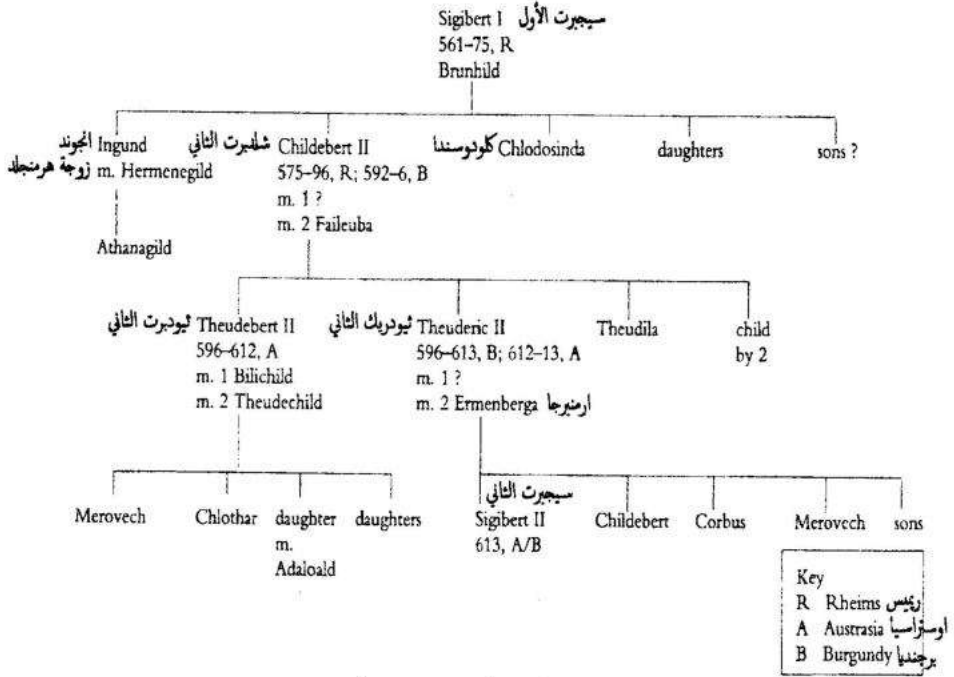 Sigibert I سيجبرت الأول
561–75, R
Brunhild
انجوند Ingund
زوجة هرمنجلد m. Hermenegild
Athanagild
شلدبرت الثاني Childebert II
575–96, R; 592–6, B
m. 1 ?
m. 2 Faileuba
كلودوسندا Chlodosinda
daughters
sons ?
ثيودبرت الثاني Theudebert II
596–612, A
m. 1 Bilichild
m. 2 Theudechild
ثيودريك الثاني Theuderic II
596–613, B; 612–13, A
m. 1 ?
m. 2 Ermenberga ارمنبرجا
Theudila
child
by 2
Merovech
Chlothar
daughter
m.
Adaloald
daughters
سيجبرت الثاني
Sigibert II
613, A/B
Childebert
Corbus
Merovech
sons
Key
R Rheims ريميس
A Austrasia اوستراسيا
B Burgundy برجنديا